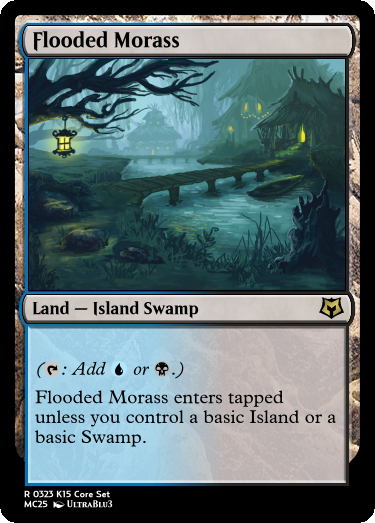 Flooded Morass
Land — Island Swamp
(: Add or .)
Flooded Morass enters tapped
unless you control a basic Island or a
basic Swamp.
R 0323 K15 Core Set
MC25 UltraBlu3